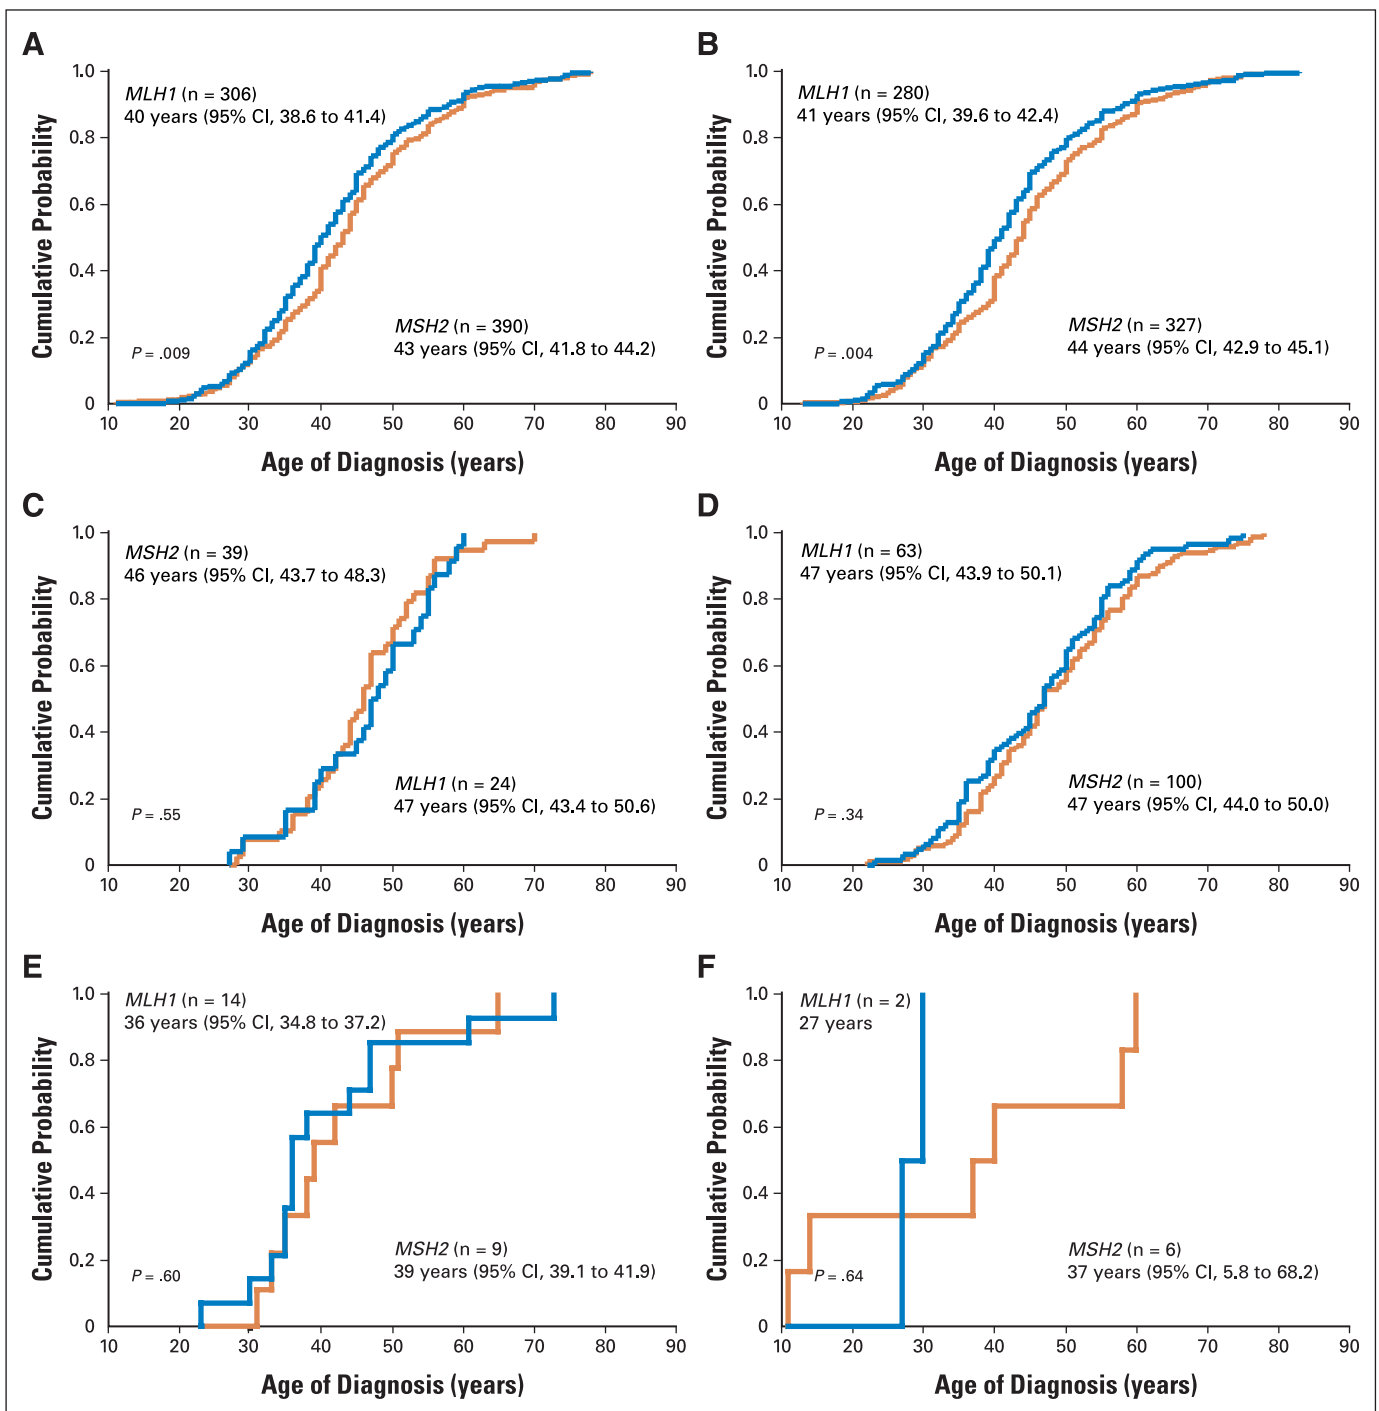 A
Cumulative Probability
1.0
0.8
0.6
0.4
0.2
0
MLH1 (n = 306)
40 years (95% CI, 38.6 to 41.4)
MSH2 (n = 390)
43 years (95% CI, 41.8 to 44.2)
P = .009
10 20 30 40 50 60 70 80 90
Age of Diagnosis (years)
B
Cumulative Probability
1.0
0.8
0.6
0.4
0.2
0
MLH1 (n = 280)
41 years (95% CI, 39.6 to 42.4)
MSH2 (n = 327)
44 years (95% CI, 42.9 to 45.1)
P = .004
10 20 30 40 50 60 70 80 90
Age of Diagnosis (years)
C
Cumulative Probability
1.0
0.8
0.6
0.4
0.2
0
MSH2 (n = 39)
46 years (95% CI, 43.7 to 48.3)
MLH1 (n = 24)
47 years (95% CI, 43.4 to 50.6)
P = .55
10 20 30 40 50 60 70 80 90
Age of Diagnosis (years)
D
Cumulative Probability
1.0
0.8
0.6
0.4
0.2
0
MLH1 (n = 63)
47 years (95% CI, 43.9 to 50.1)
MSH2 (n = 100)
47 years (95% CI, 44.0 to 50.0)
P = .34
10 20 30 40 50 60 70 80 90
Age of Diagnosis (years)
E
Cumulative Probability
1.0
0.8
0.6
0.4
0.2
0
MLH1 (n = 14)
36 years (95% CI, 34.8 to 37.2)
MSH2 (n = 9)
39 years (95% CI, 39.1 to 41.9)
P = .60
10 20 30 40 50 60 70 80 90
Age of Diagnosis (years)
F
Cumulative Probability
1.0
0.8
0.6
0.4
0.2
0
MLH1 (n = 2)
27 years
MSH2 (n = 6)
37 years (95% CI, 5.8 to 68.2)
P = .64
10 20 30 40 50 60 70 80 90
Age of Diagnosis (years)